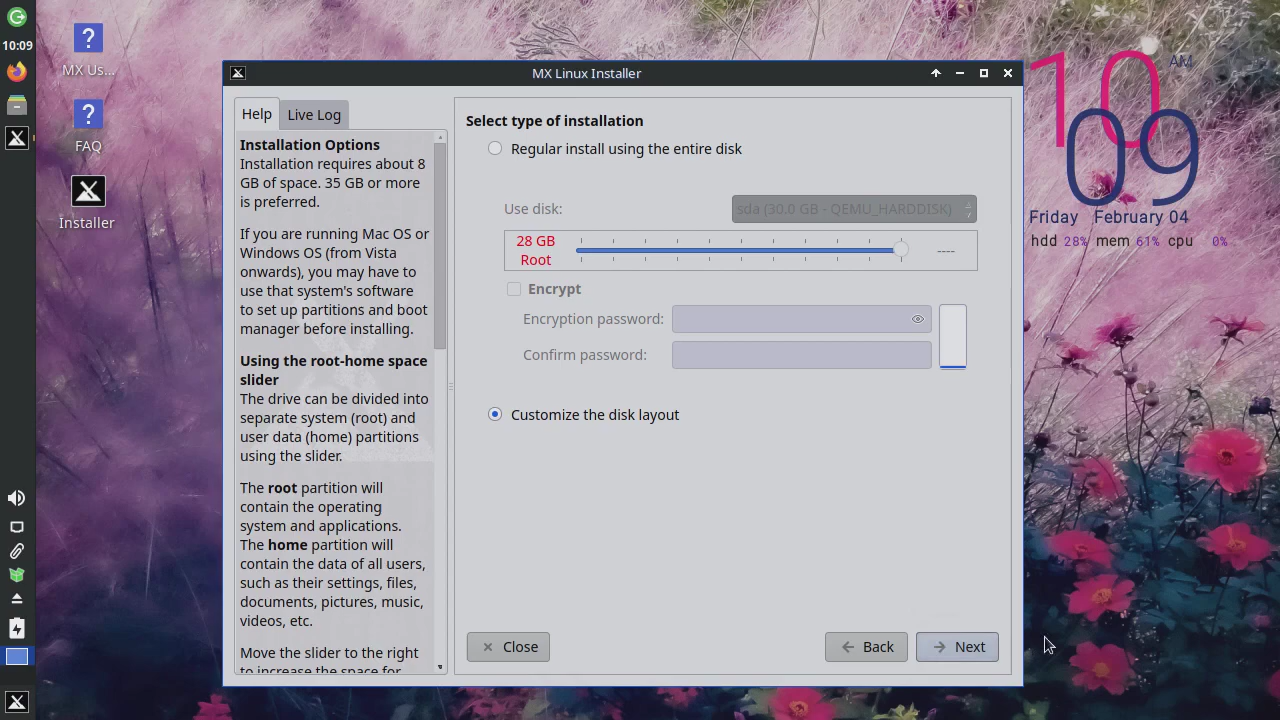 10:09
MX Us...
FAQ
Installer
MX Linux Installer
Help
Live Log
Installation Options
Installation requires about 8
GB of space. 35 GB or more
is preferred.
If you are running Mac OS or
Windows OS (from Vista
onwards), you may have to
use that system's software
to set up partitions and boot
manager before installing.
Using the root-home space
slider
The drive can be divided into
separate system (root) and
user data (home) partitions
using the slider.
The root partition will
contain the operating
system and applications.
The home partition will
contain the data of all users,
such as their settings, files,
documents, pictures, music,
videos, etc.
Move the slider to the right
to increase the space for
Select type of installation
Regular install using the entire disk
Use disk:
sda (30.0 GB - QEMU_HARDDISK)
28 GB
Root
----
Encrypt
Encryption password:
Confirm password:
Customize the disk layout
Close
Back
Next
10
AM
09
Friday February 04
hdd 28% mem 61% cpu 0%